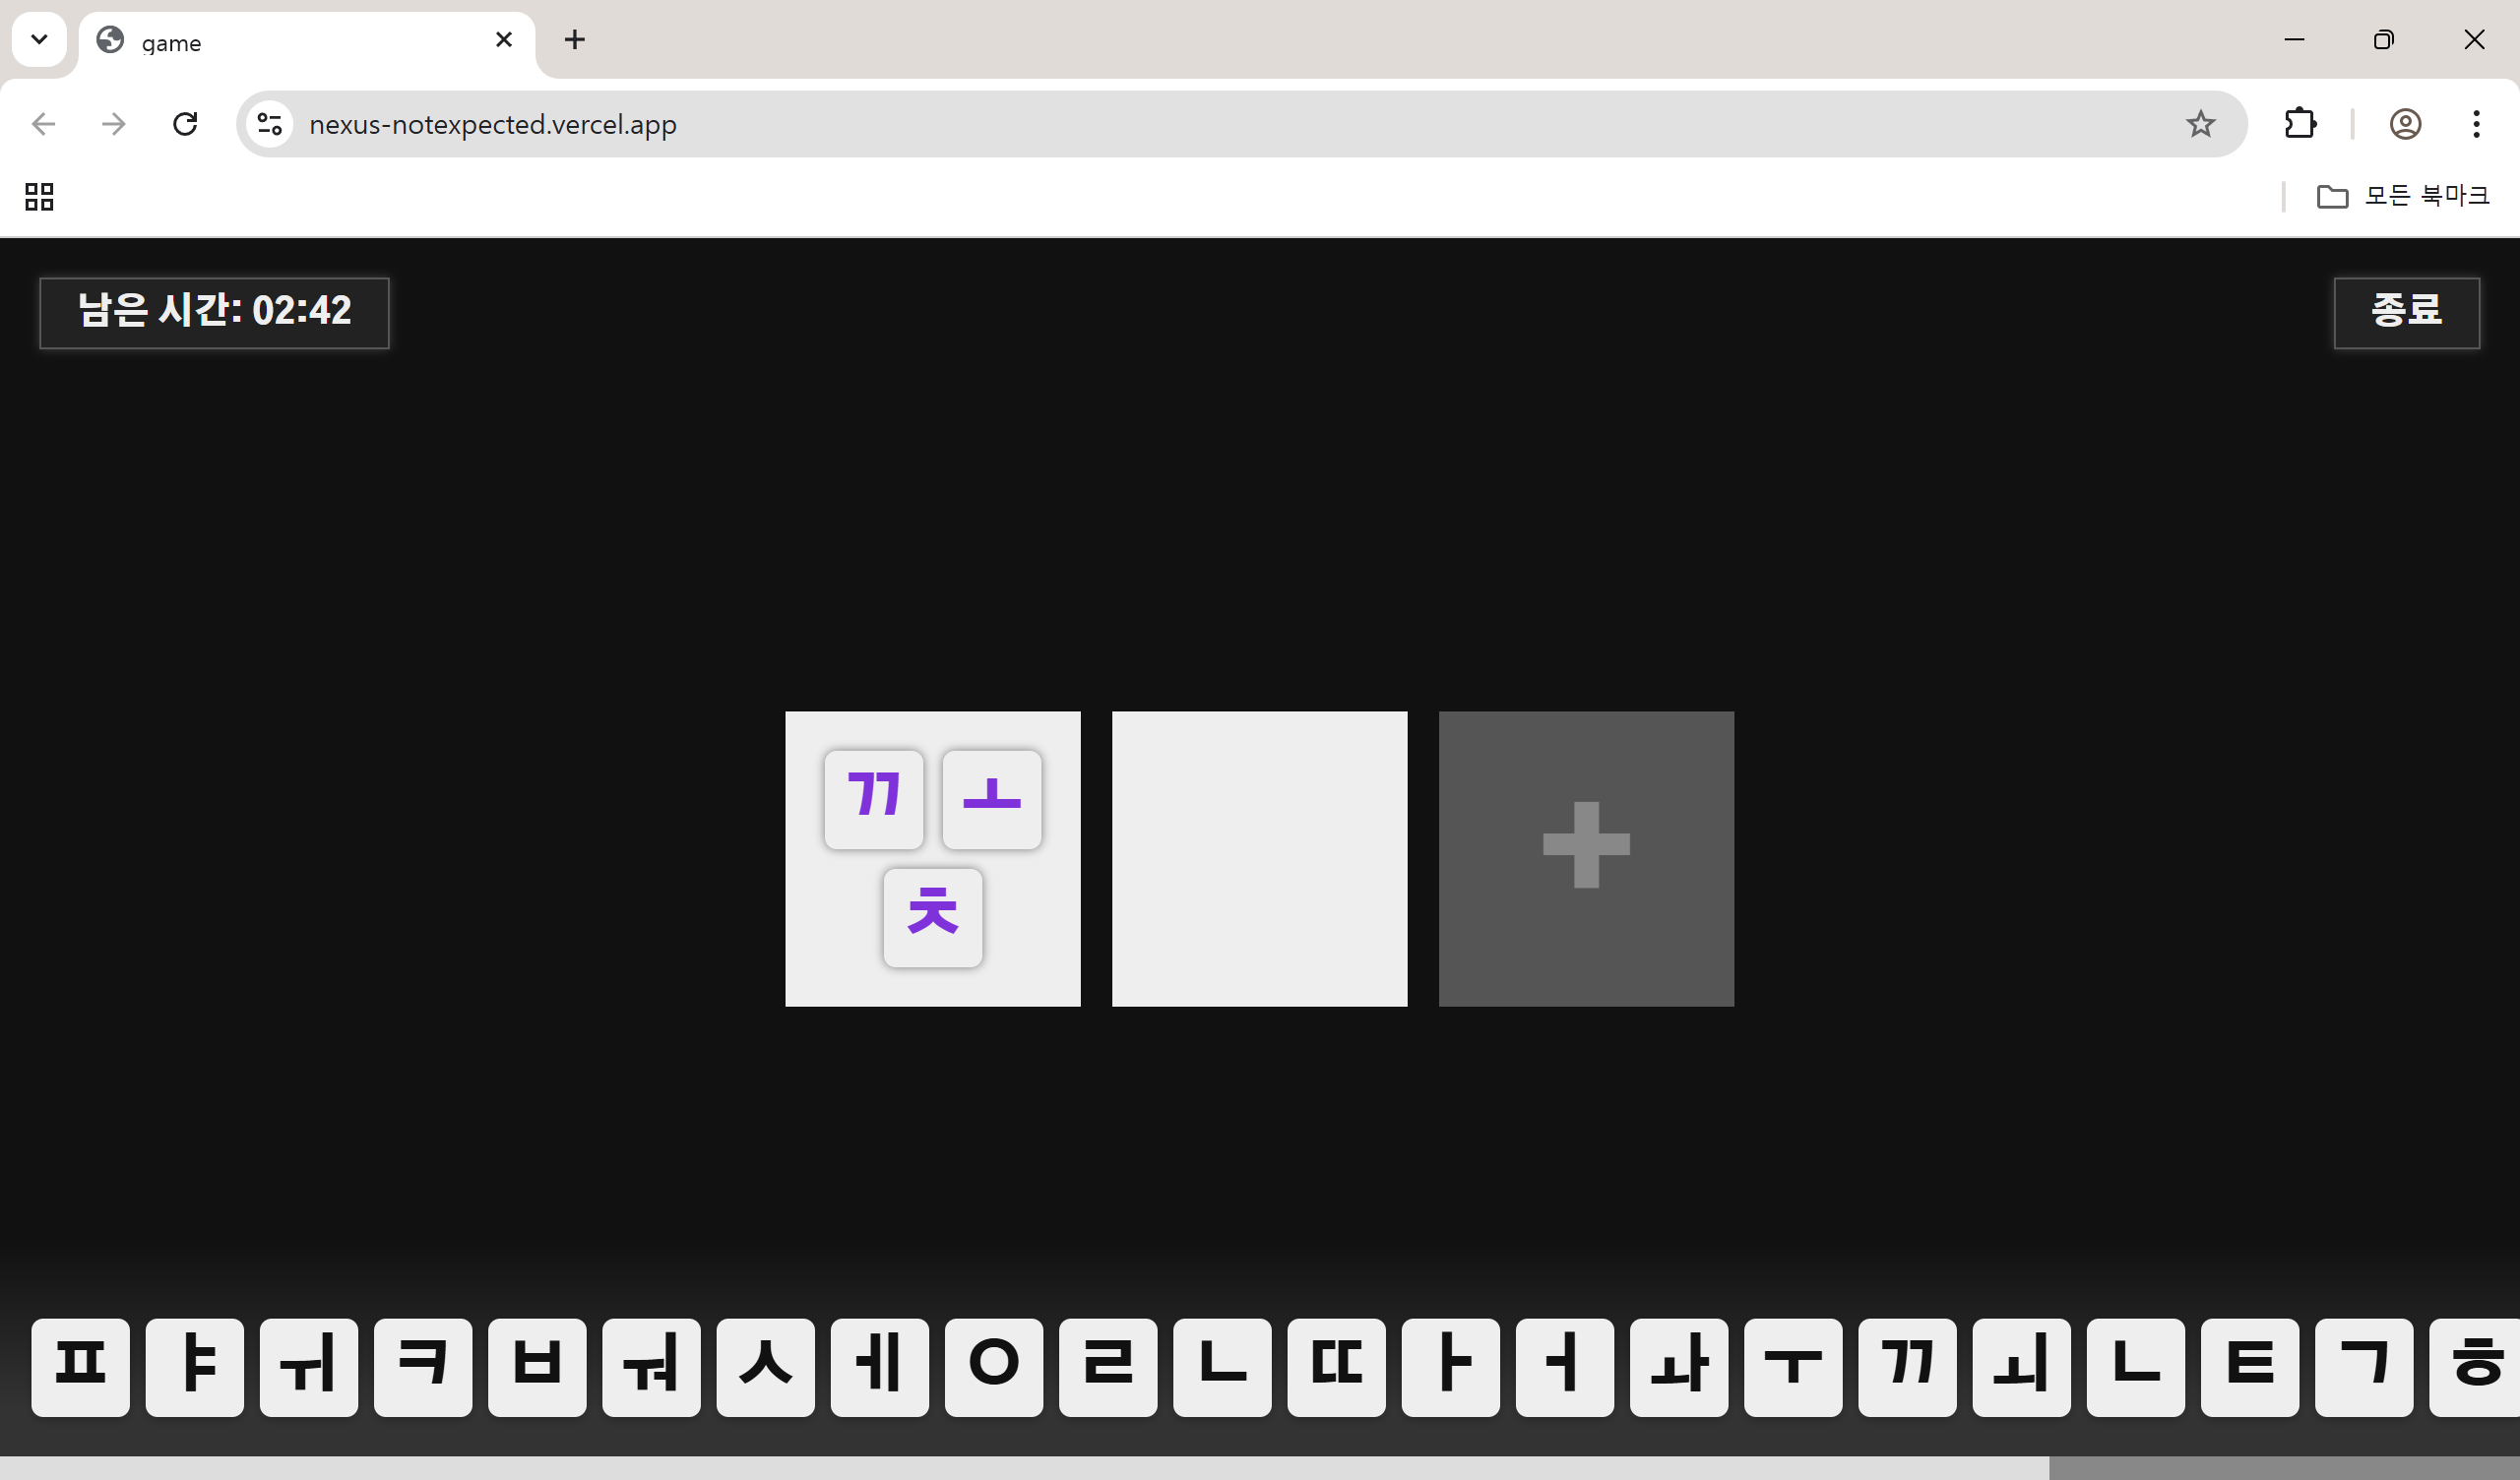 game
nexus-notexpected.vercel.app
모든 북마크
남은 시간: 02:42
종료
ㄲ ㅗ
ㅊ
ㅍ ㅑ ㅟ ㅋ ㅂ ㅝ ㅅ ㅔ ㅇ ㄹ ㄴ ㄸ ㅏ ㅓ ㅘ ㅜ ㄲ ㅚ ㄴ ㅌ ㄱ ㅎ